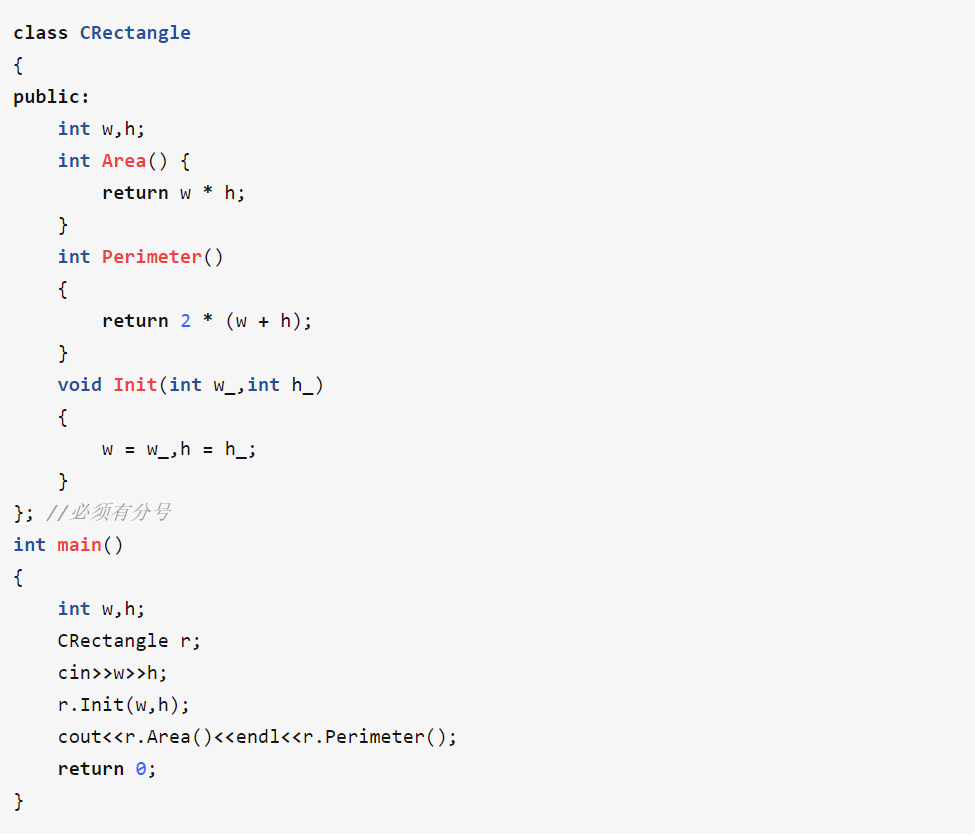 class CRectangle
{
public:
    int w,h;
    int Area() {
        return w * h;
    }
    int Perimeter()
    {
        return 2 * (w + h);
    }
    void Init(int w_,int h_)
    {
        w = w_,h = h_;
    }
}; //必须有分号
int main()
{
    int w,h;
    CRectangle r;
    cin>>w>>h;
    r.Init(w,h);
    cout<<r.Area()<<endl<<r.Perimeter();
    return 0;
}